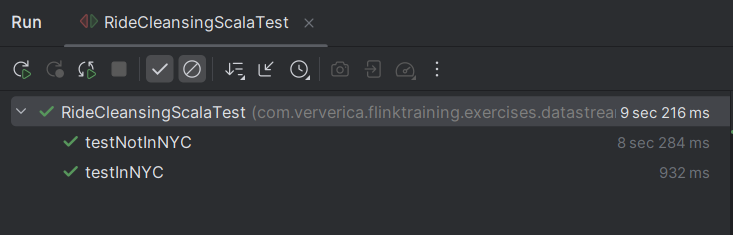 Run RideCleansingScalaTest
RideCleansingScalaTest (com.ververica.flinktraining.exercises.datastrea 9 sec 216 ms
testNotInNYC 8 sec 284 ms
testInNYC 932 ms